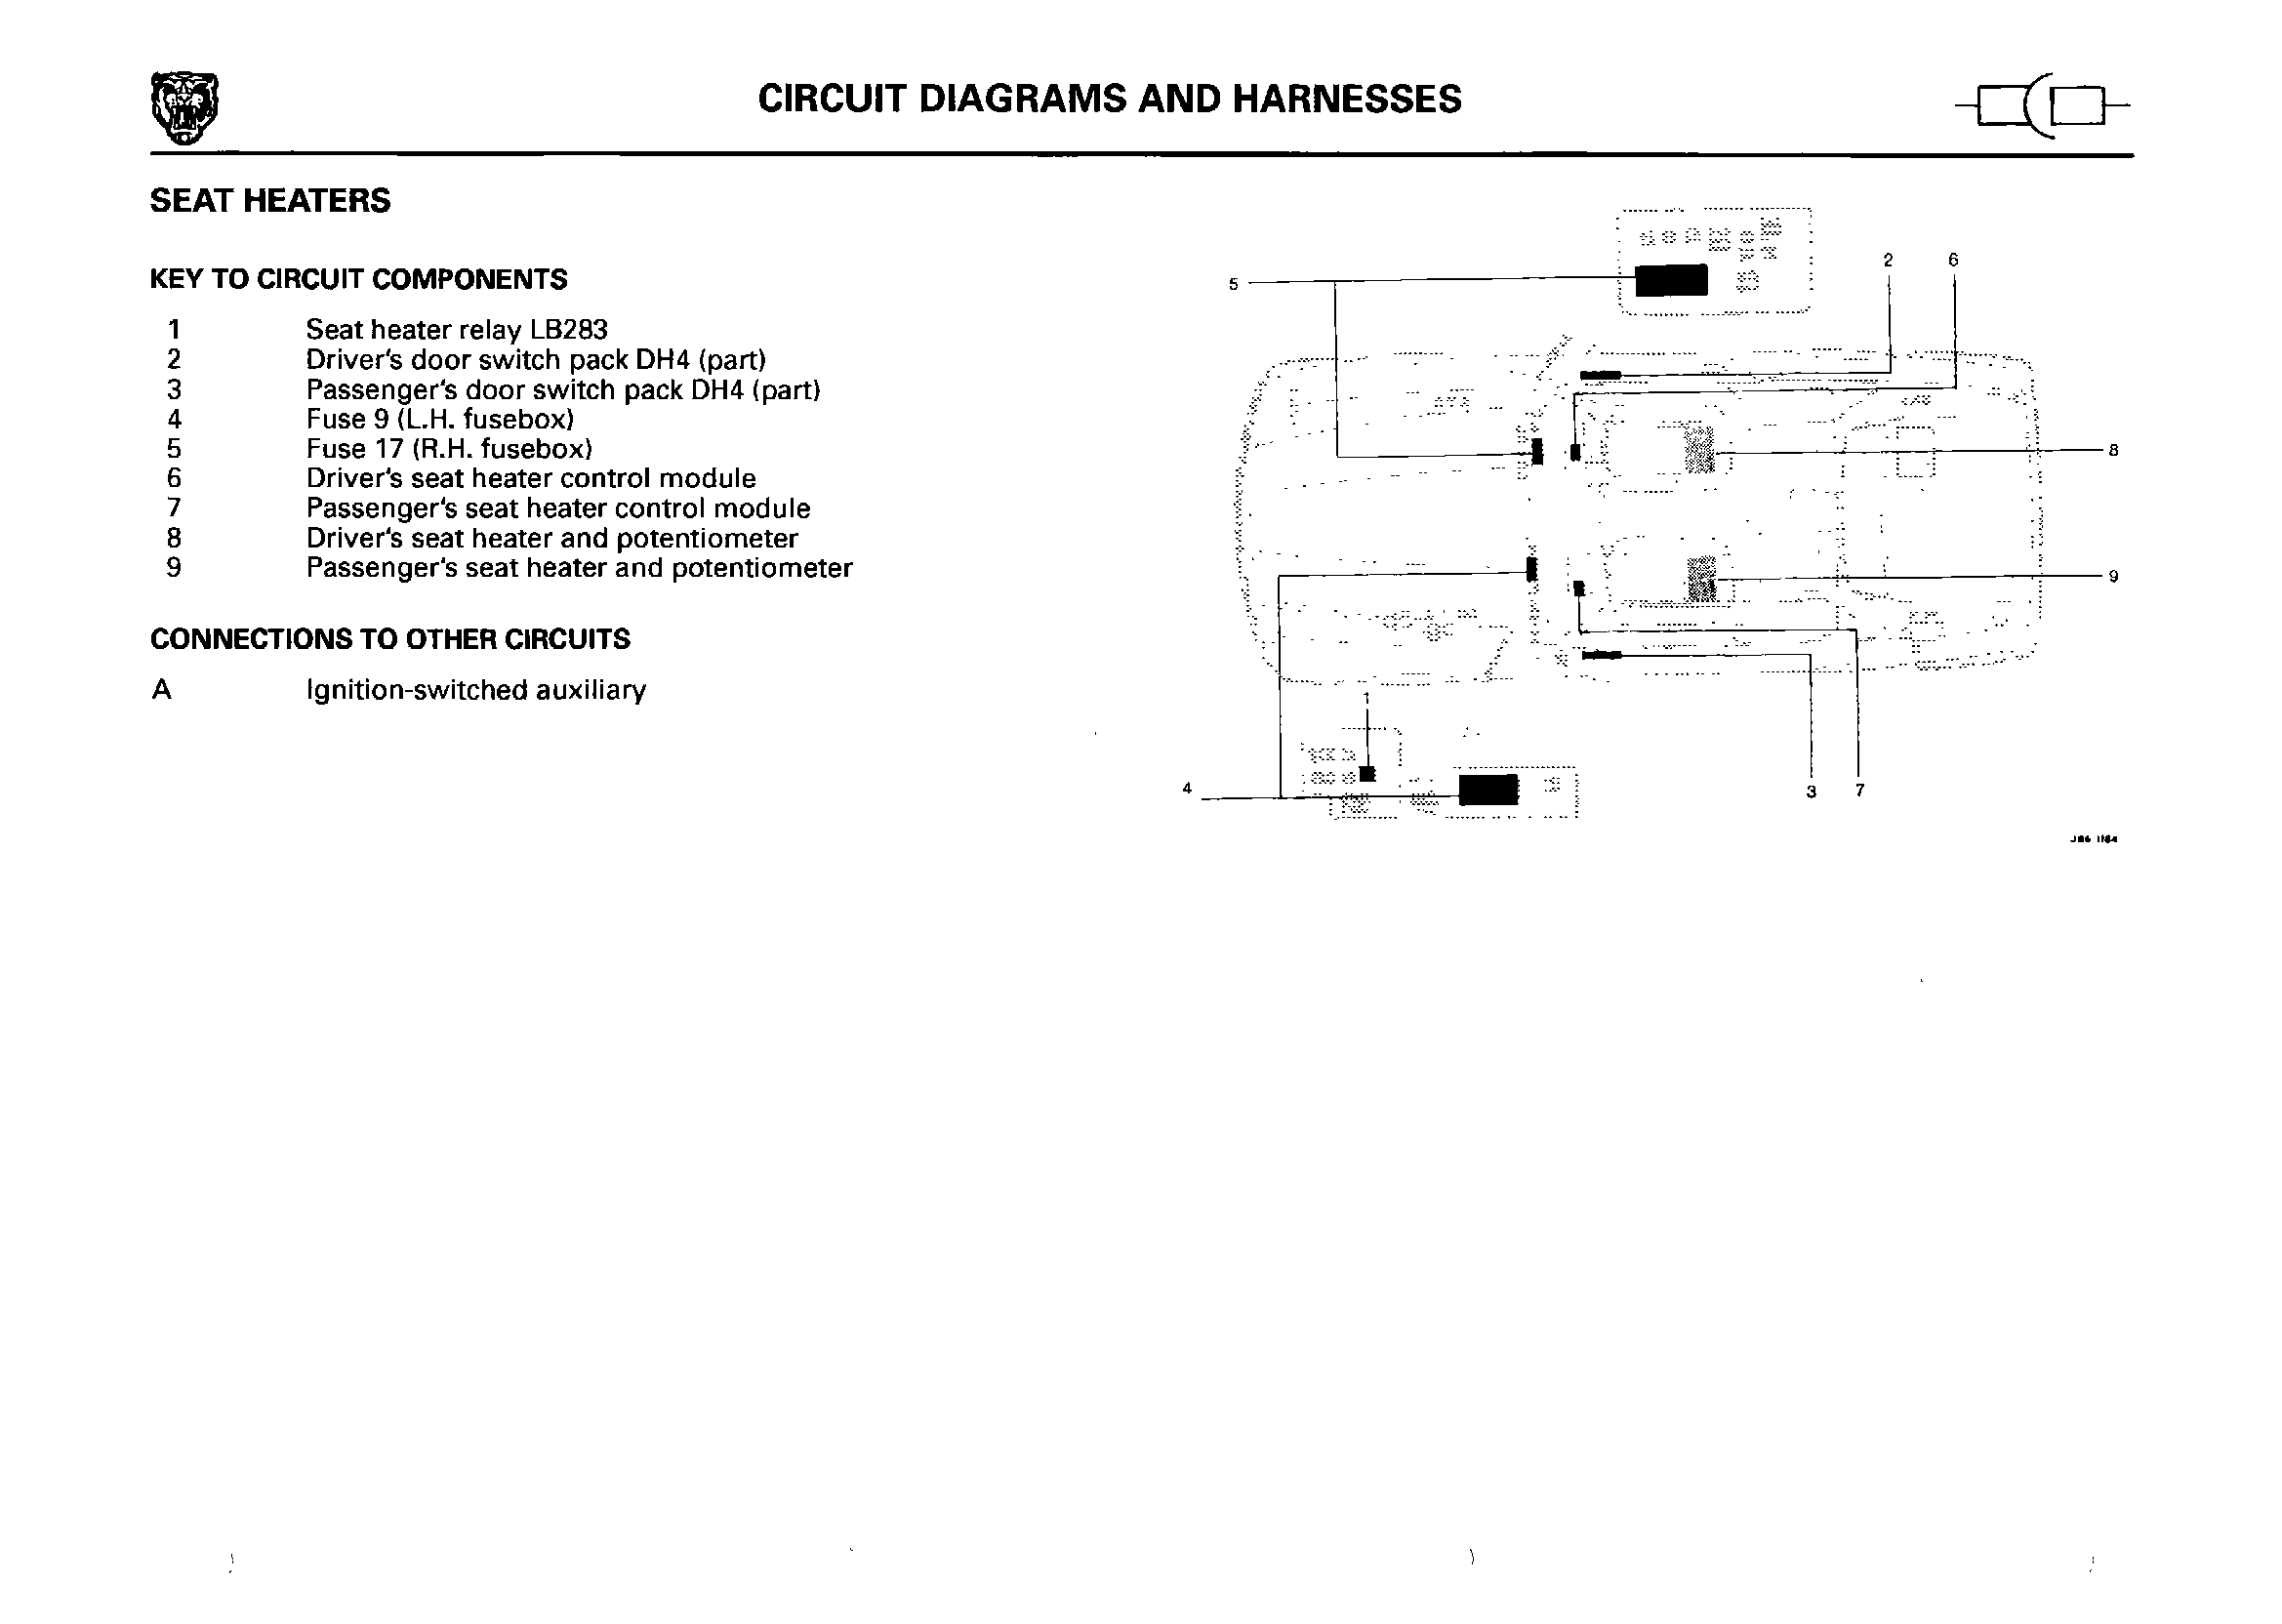 CIRCUIT DIAGRAMS AND HARNESSES
SEAT HEATERS
KEY TO CIRCUIT COMPONENTS
1 Seat heater relay LB283
2 Driver's door switch pack DH4 (part)
3 Passenger's door switch pack DH4 (part)
4 Fuse 9 (L.H. fusebox)
5 Fuse 17 (R.H. fusebox)
6 Driver's seat heater control module
7 Passenger's seat heater control module
8 Driver's seat heater and potentiometer
9 Passenger's seat heater and potentiometer
CONNECTIONS TO OTHER CIRCUITS
A Ignition-switched auxiliary
2 6
5
8
9
1
4
3 7